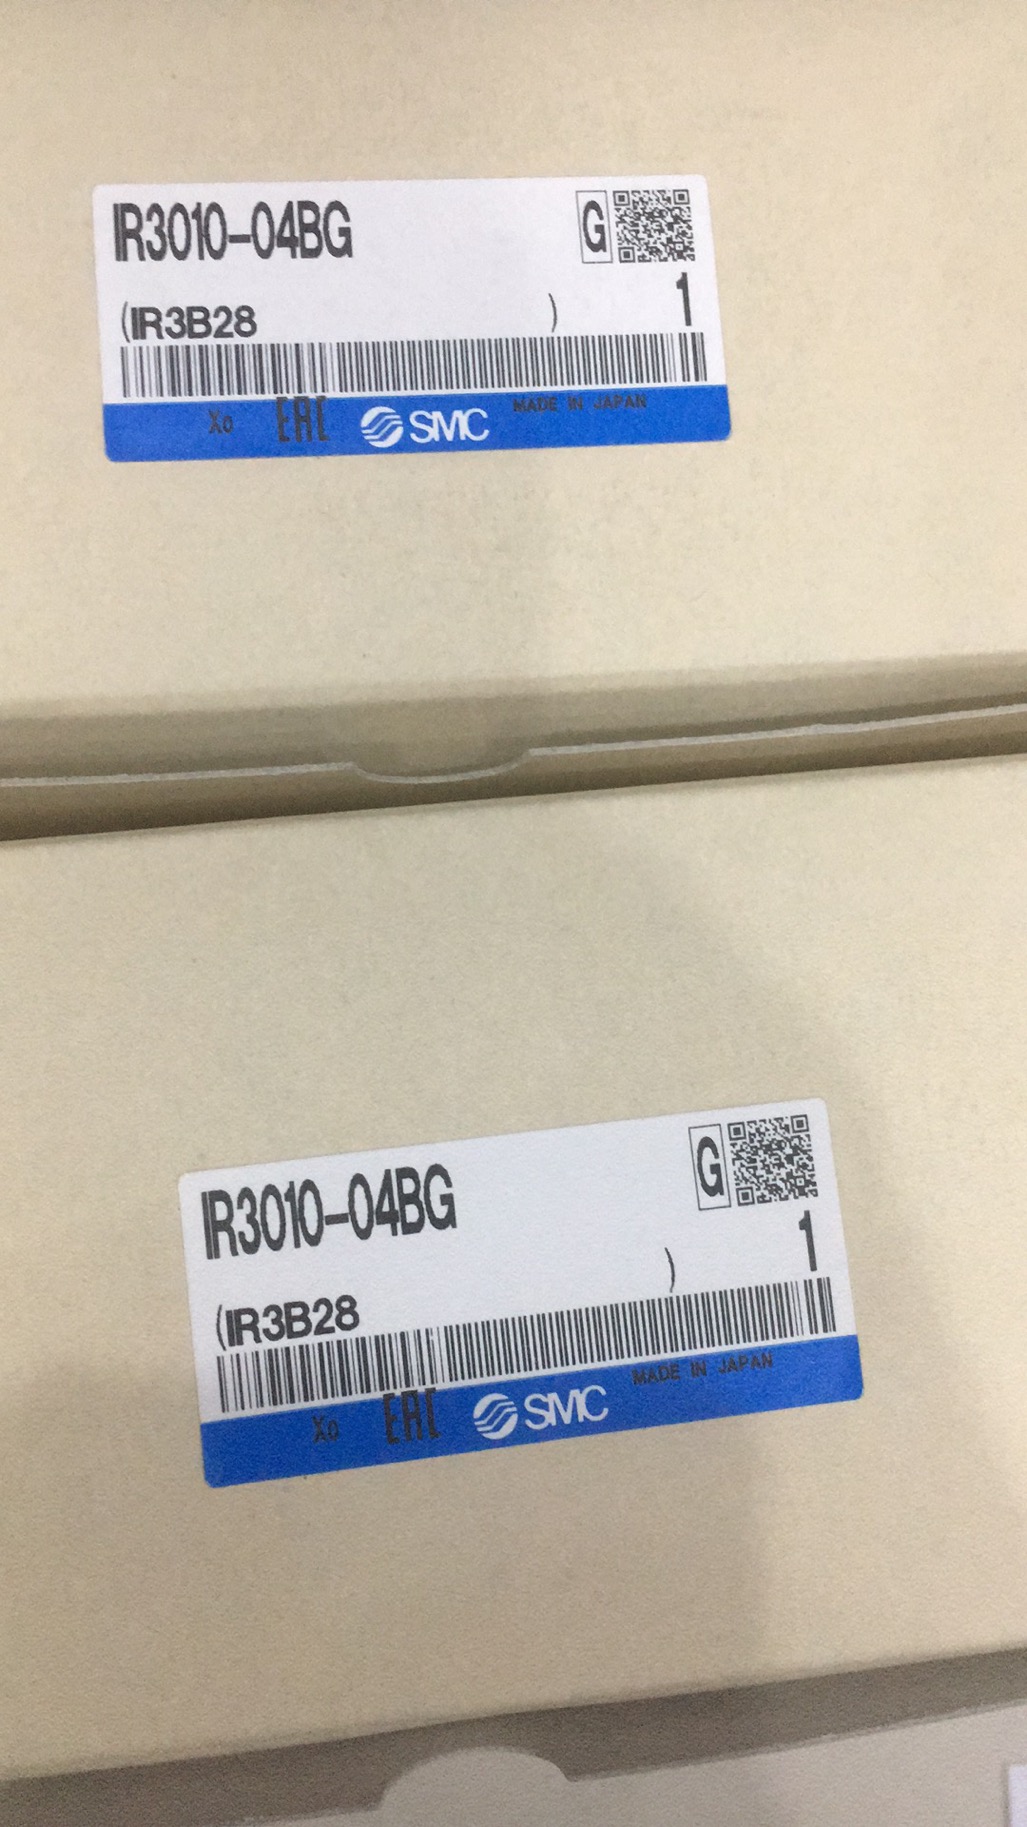 IR3010-04BG
G
(IR3B28 )
1
Xo EAC SMC MADE IN JAPAN
IR3010-04BG
G
(IR3B28 )
1
Xo EAC SMC MADE IN JAPAN